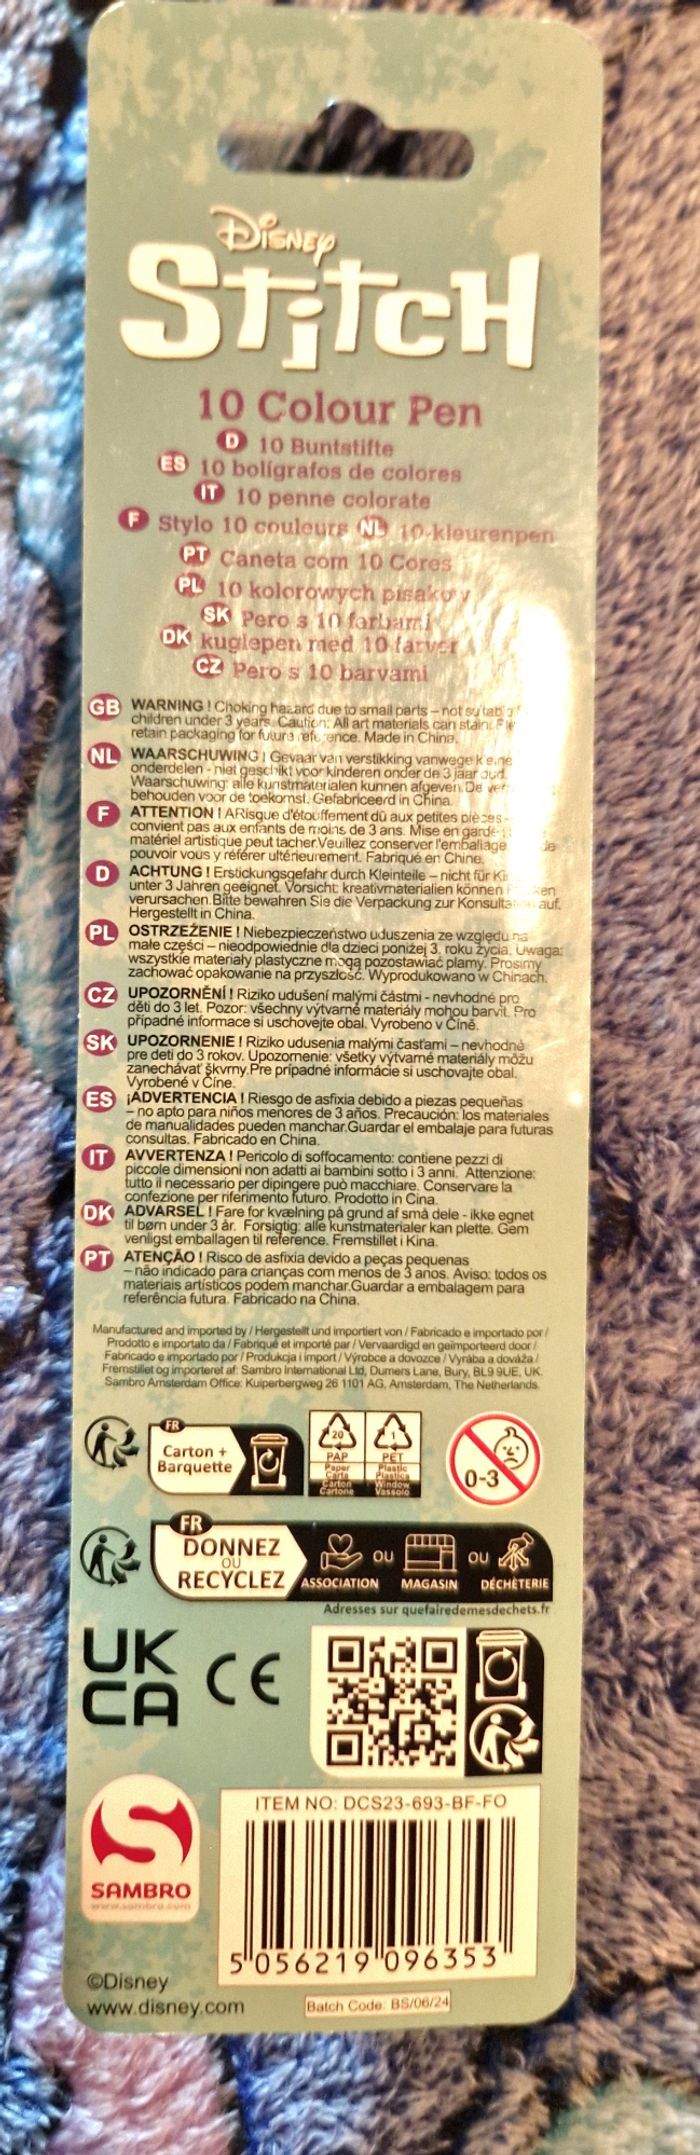 Disney
Stitch
10 Colour Pen
D 10 Buntstifte
ES 10 bolígrafos de colores
IT 10 penne colorate
F Stylo 10 couleurs NL 10-kleurenpen
PT Caneta com 10 Cores
PL 10 kolorowych pisakow
SK Pero s 10 farbami
DK kuglepen med 10 farver
CZ Pero s 10 barvami
GB WARNING ! Choking hazard due to small parts – not
children under 3 years. Caution: All art materials can stain.
retain packaging for future reference. Made in China.
NL WAARSCHUWING ! Gevaar van verstikking vanwege kleine
onderdelen - niet geschikt voor kinderen onder de 3 jaar oud.
Waarschuwing: alle kunstmaterialen kunnen afgeven. De
behouden voor de toekomst. Gefabriceerd in China.
F ATTENTION ! ARisque d'étouffement dû aux petites pièces -
convient pas aux enfants de moins de 3 ans. Mise en garde
matériel artistique peut tacher.Veuillez conserver l'emballage
pouvoir vous y référer ultérieurement. Fabriqué en Chine.
D ACHTUNG ! Erstickungsgefahr durch Kleinteile – nicht für
unter 3 Jahren geeignet. Vorsicht: kreativmaterialien können
verursachen.Bitte bewahren Sie die Verpackung zur Konsultation auf.
Hergestellt in China.
PL OSTRZEŻENIE ! Niebezpieczeństwo uduszenia ze względu na
małe części – nieodpowiednie dla dzieci poniżej 3. roku życia. Uwaga:
wszystkie materiały plastyczne mogą pozostawiać plamy. Prosimy
zachować opakowanie na przyszłość. Wyprodukowano w Chinach.
CZ UPOZORNĚNÍ ! Riziko udušení malými částmi - nevhodné pro
děti do 3 let. Pozor: všechny výtvarné materiály mohou barvit. Pro
případné informace si uschovejte obal. Vyrobeno v Číně.
SK UPOZORNENIE ! Riziko udusenia malými časťami – nevhodné
pre deti do 3 rokov. Upozornenie: všetky výtvarné materiály môžu
zanechávať škvrny.Pre prípadné informácie si uschovajte obal.
Vyrobené v Číne.
ES ¡ADVERTENCIA ! Riesgo de asfixia debido a piezas pequeñas
– no apto para niños menores de 3 años. Precaución: los materiales
de manualidades pueden manchar.Guardar el embalaje para futuras
consultas. Fabricado en China.
IT AVVERTENZA ! Pericolo di soffocamento: contiene pezzi di
piccole dimensioni non adatti ai bambini sotto i 3 anni. Attenzione:
tutto il necessario per dipingere può macchiare. Conservare la
confezione per riferimento futuro. Prodotto in Cina.
DK ADVARSEL ! Fare for kvælning på grund af små dele - ikke egnet
til børn under 3 år. Forsigtig: alle kunstmaterialer kan plette. Gem
venligst emballagen til reference. Fremstillet i Kina.
PT ATENÇÃO ! Risco de asfixia devido a peças pequenas
– não indicado para crianças com menos de 3 anos. Aviso: todos os
materiais artísticos podem manchar.Guardar a embalagem para
referência futura. Fabricado na China.
Manufactured and imported by / Hergestellt und importiert von / Fabricado e importado por /
Prodotto e importato da / Fabriqué et importé par / Vervaardigd en geïmporteerd door /
Fabricado e importado por / Produkcja i import / Výrobce a dovozce / Výroba a dováža /
Fremstillet og importeret af: Sambro International Ltd, Dumers Lane, Bury, BL9 9UE, UK.
Sambro Amsterdam Office: Kuiperbergweg 26 1101 AG, Amsterdam, The Netherlands.
FR
Carton +
Barquette
20 1
PAP PET
Paper Plastic
Carta Plastica
Carton Window
Cartone Vassoio
0-3
FR
DONNEZ
OU
RECYCLEZ
ASSOCIATION OU MAGASIN OU DÉCHÈTERIE
Adresses sur quefairedemesdechets.fr
UK
CA CE
ITEM NO: DCS23-693-BF-FO
SAMBRO
www.sambro.com
5 056219 096353
©Disney
www.disney.com
Batch Code: BS/06/24